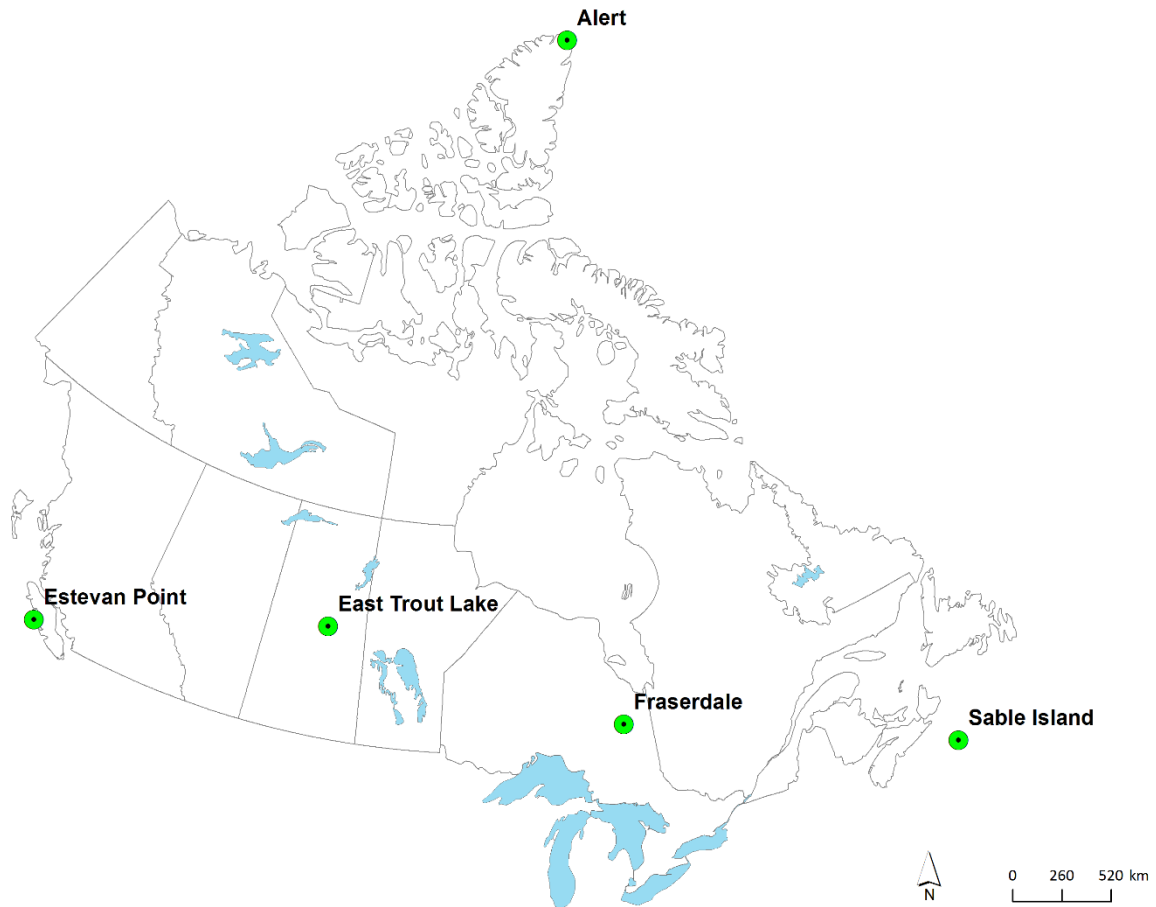 Alert
Estevan Point
East Trout Lake
Fraserdale
Sable Island
N
0 260 520 km